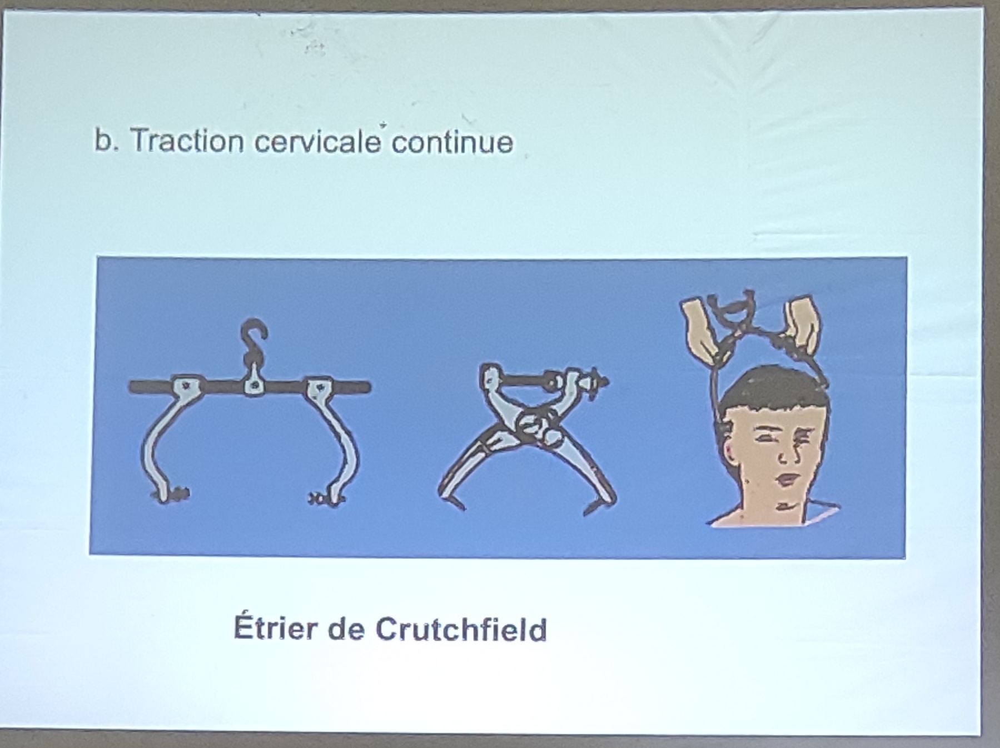 b. Traction cervicale continue
Étrier de Crutchfield